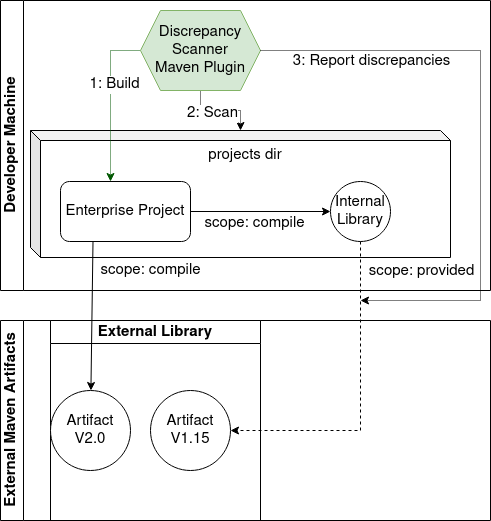 Discrepancy
Scanner
Maven Plugin
3: Report discrepancies
1: Build
2: Scan
Developer Machine
projects dir
Enterprise Project
Internal
Library
scope: compile
scope: compile
scope: provided
External Maven Artifacts
External Library
Artifact
V2.0
Artifact
V1.15